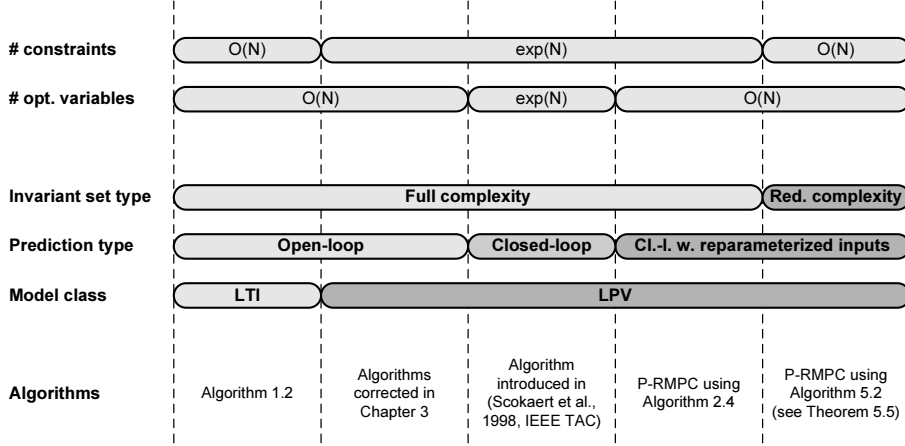 # constraints O(N) exp(N) O(N)
# opt. variables O(N) exp(N) O(N)
Invariant set type Full complexity Red. complexity
Prediction type Open-loop Closed-loop Cl.-l. w. reparameterized inputs
Model class LTI LPV
Algorithms
Algorithm 1.2
Algorithms
corrected in
Chapter 3
Algorithm
introduced in
(Scokaert et al.,
1998, IEEE TAC)
P-RMPC using
Algorithm 2.4
P-RMPC using
Algorithm 5.2
(see Theorem 5.5)